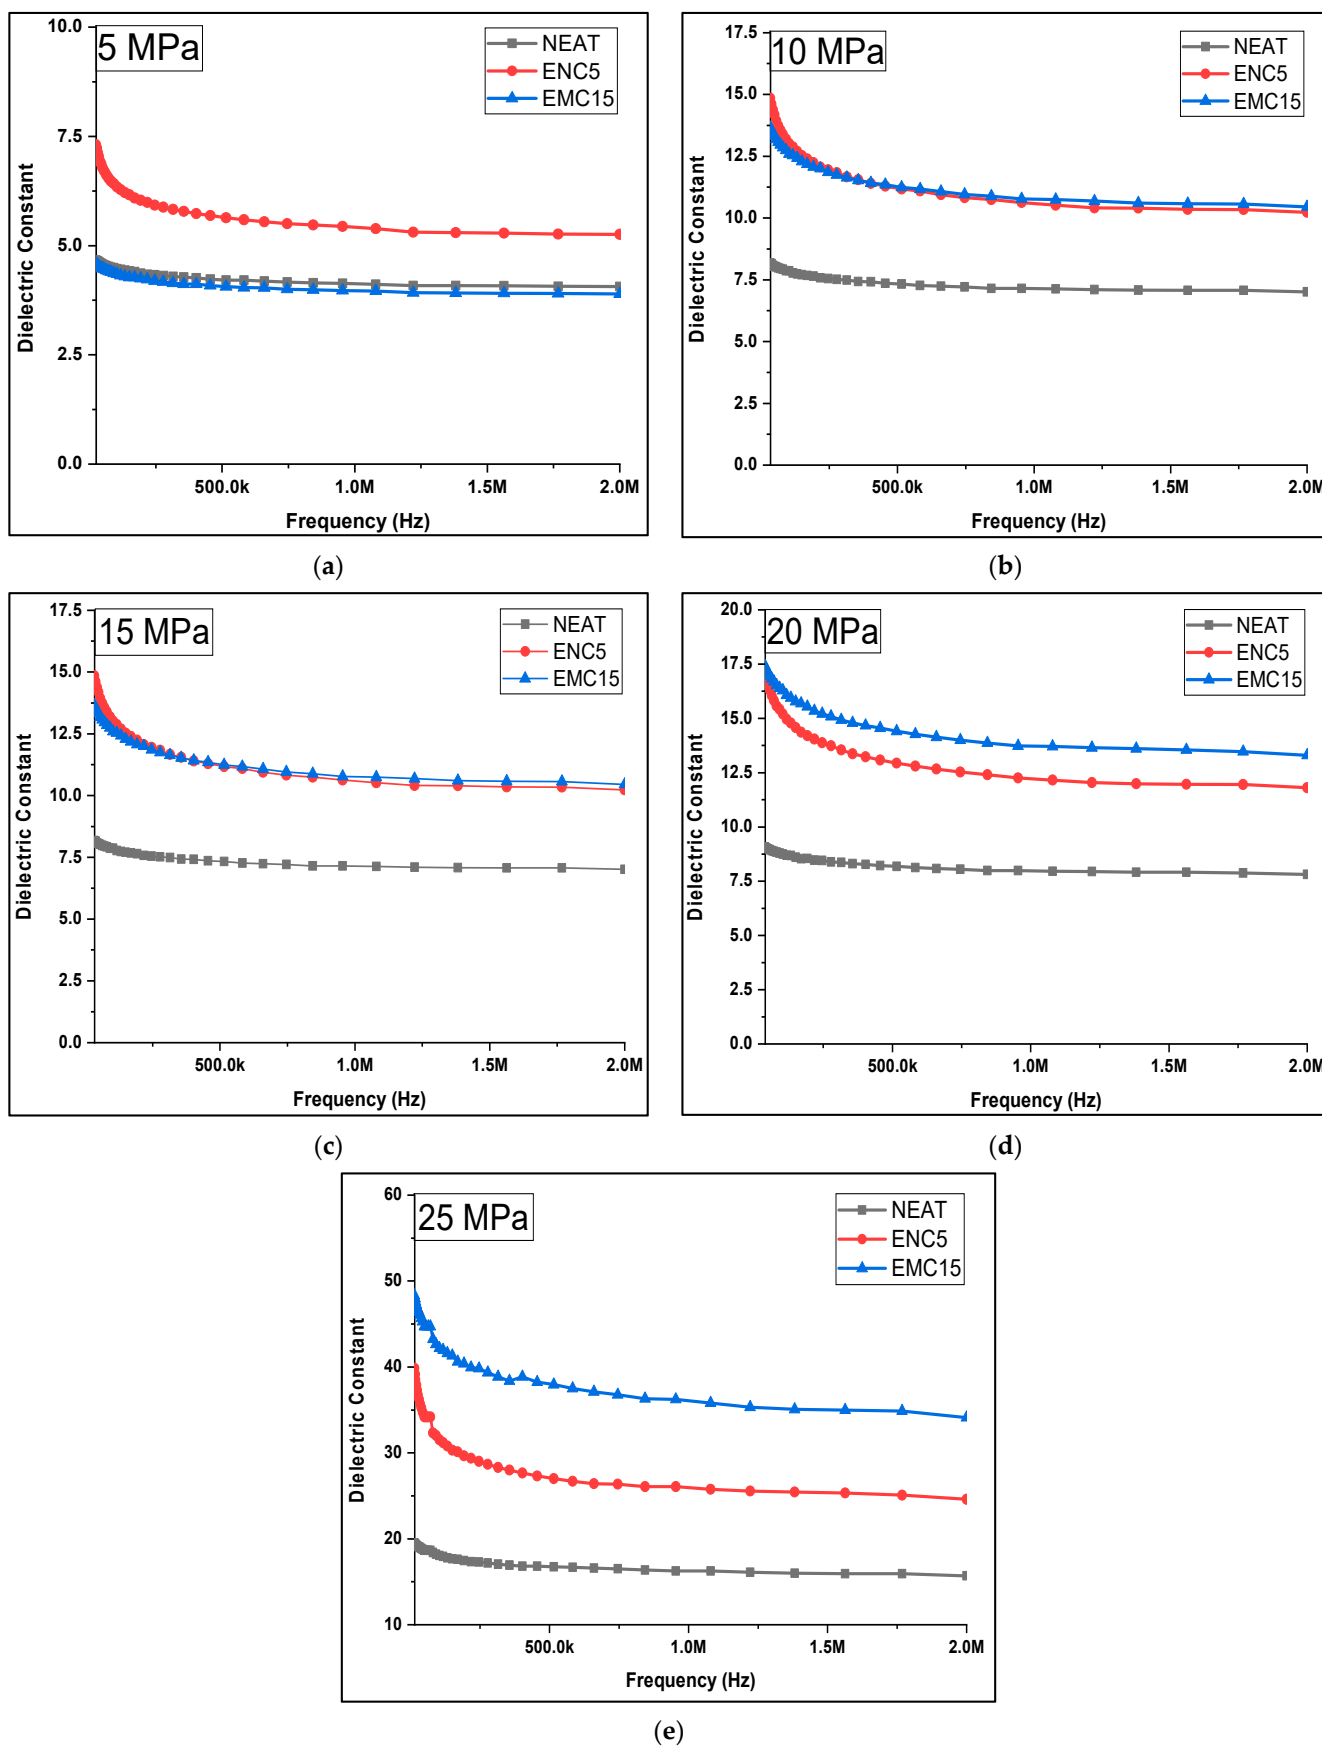 5 MPa
NEAT
ENC5
EMC15
10.0
7.5
5.0
2.5
0.0
Dielectric Constant
500.0k 1.0M 1.5M 2.0M
Frequency (Hz)
(a)
10 MPa
NEAT
ENC5
EMC15
17.5
15.0
12.5
10.0
7.5
5.0
2.5
0.0
Dielectric Constant
500.0k 1.0M 1.5M 2.0M
Frequency (Hz)
(b)
15 MPa
NEAT
ENC5
EMC15
17.5
15.0
12.5
10.0
7.5
5.0
2.5
0.0
Dielectric Constant
500.0k 1.0M 1.5M 2.0M
Frequency (Hz)
(c)
20 MPa
NEAT
ENC5
EMC15
20.0
17.5
15.0
12.5
10.0
7.5
5.0
2.5
0.0
Dielectric Constant
500.0k 1.0M 1.5M 2.0M
Frequency (Hz)
(d)
25 MPa
NEAT
ENC5
EMC15
60
50
40
30
20
10
Dielectric Constant
500.0k 1.0M 1.5M 2.0M
Frequency (Hz)
(e)